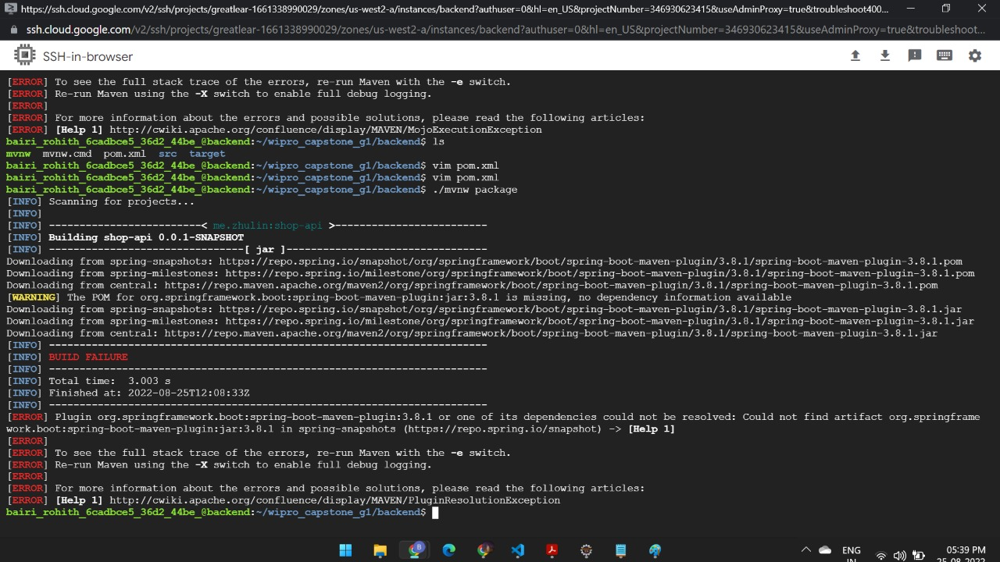 https://ssh.cloud.google.com/v2/ssh/projects/greatlear-1661338990029/zones/us-west2-a/instances/backend?authuser=0&hl=en_US&projectNumber=346930623415&useAdminProxy=true&troubleshoot400...
ssh.cloud.google.com/v2/ssh/projects/greatlear-1661338990029/zones/us-west2-a/instances/backend?authuser=0&hl=en_US&projectNumber=346930623415&useAdminProxy=true&troubleshoot...
SSH-in-browser
[ERROR] To see the full stack trace of the errors, re-run Maven with the -e switch.
[ERROR] Re-run Maven using the -X switch to enable full debug logging.
[ERROR]
[ERROR] For more information about the errors and possible solutions, please read the following articles:
[ERROR] [Help 1] http://cwiki.apache.org/confluence/display/MAVEN/MojoExecutionException
bairi_rohith_6cadbce5_36d2_44be_@backend:~/wipro_capstone_g1/backend$ ls
mvnw  mvnw.cmd  pom.xml  src  target
bairi_rohith_6cadbce5_36d2_44be_@backend:~/wipro_capstone_g1/backend$ vim pom.xml
bairi_rohith_6cadbce5_36d2_44be_@backend:~/wipro_capstone_g1/backend$ vim pom.xml
bairi_rohith_6cadbce5_36d2_44be_@backend:~/wipro_capstone_g1/backend$ ./mvnw package
[INFO] Scanning for projects...
[INFO]
[INFO] -------------------------< me.zhulin:shop-api >-------------------------
[INFO] Building shop-api 0.0.1-SNAPSHOT
[INFO] --------------------------------[ jar ]---------------------------------
Downloading from spring-snapshots: https://repo.spring.io/snapshot/org/springframework/boot/spring-boot-maven-plugin/3.8.1/spring-boot-maven-plugin-3.8.1.pom
Downloading from spring-milestones: https://repo.spring.io/milestone/org/springframework/boot/spring-boot-maven-plugin/3.8.1/spring-boot-maven-plugin-3.8.1.pom
Downloading from central: https://repo.maven.apache.org/maven2/org/springframework/boot/spring-boot-maven-plugin/3.8.1/spring-boot-maven-plugin-3.8.1.pom
[WARNING] The POM for org.springframework.boot:spring-boot-maven-plugin:jar:3.8.1 is missing, no dependency information available
Downloading from spring-snapshots: https://repo.spring.io/snapshot/org/springframework/boot/spring-boot-maven-plugin/3.8.1/spring-boot-maven-plugin-3.8.1.jar
Downloading from spring-milestones: https://repo.spring.io/milestone/org/springframework/boot/spring-boot-maven-plugin/3.8.1/spring-boot-maven-plugin-3.8.1.jar
Downloading from central: https://repo.maven.apache.org/maven2/org/springframework/boot/spring-boot-maven-plugin/3.8.1/spring-boot-maven-plugin-3.8.1.jar
[INFO] ------------------------------------------------------------------------
[INFO] BUILD FAILURE
[INFO] ------------------------------------------------------------------------
[INFO] Total time:  3.003 s
[INFO] Finished at: 2022-08-25T12:08:33Z
[INFO] ------------------------------------------------------------------------
[ERROR] Plugin org.springframework.boot:spring-boot-maven-plugin:3.8.1 or one of its dependencies could not be resolved: Could not find artifact org.springframe
work.boot:spring-boot-maven-plugin:jar:3.8.1 in spring-snapshots (https://repo.spring.io/snapshot) -> [Help 1]
[ERROR]
[ERROR] To see the full stack trace of the errors, re-run Maven with the -e switch.
[ERROR] Re-run Maven using the -X switch to enable full debug logging.
[ERROR]
[ERROR] For more information about the errors and possible solutions, please read the following articles:
[ERROR] [Help 1] http://cwiki.apache.org/confluence/display/MAVEN/PluginResolutionException
bairi_rohith_6cadbce5_36d2_44be_@backend:~/wipro_capstone_g1/backend$
B
ENG
IN
05:39 PM
25-08-2022